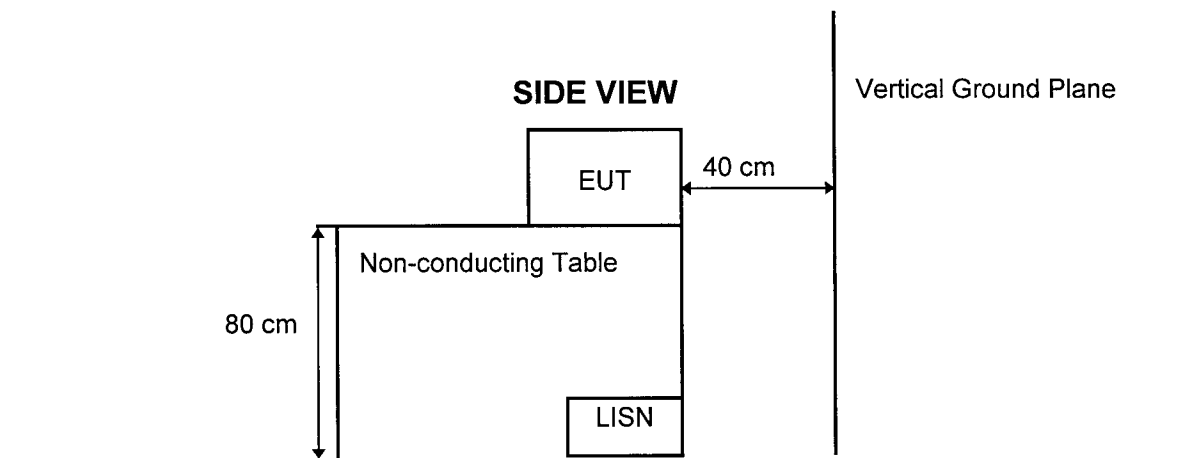 SIDE VIEW
Vertical Ground Plane
EUT
40 cm
Non-conducting Table
80 cm
LISN